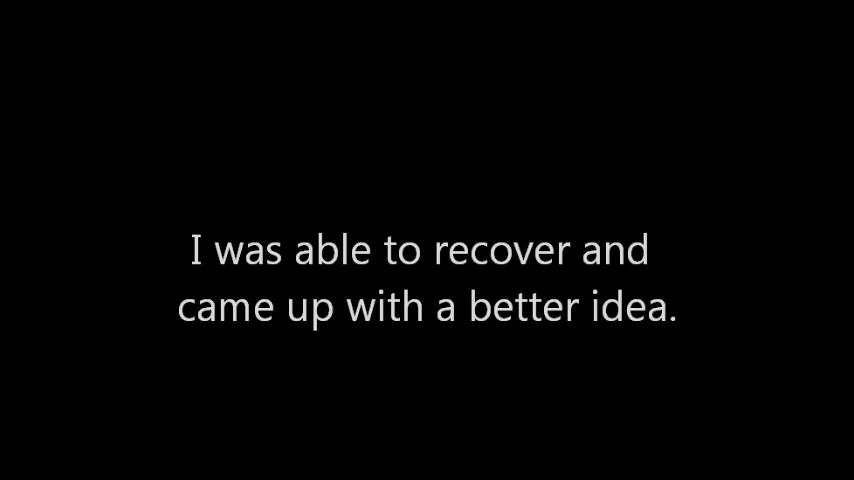 I was able to recover and
came up with a better idea.